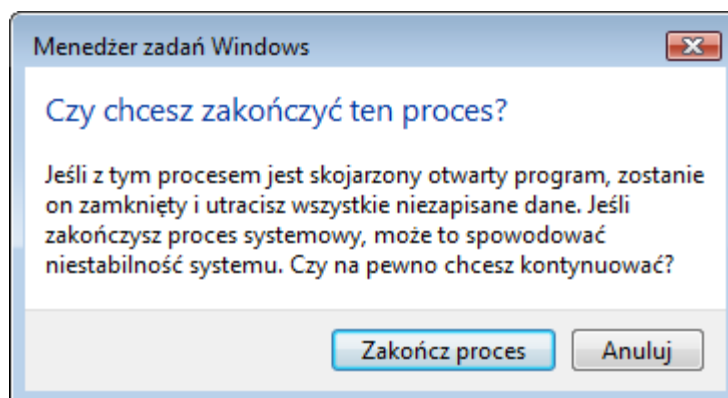 Menedżer zadań Windows
Czy chcesz zakończyć ten proces?
Jeśli z tym procesem jest skojarzony otwarty program, zostanie
on zamknięty i utracisz wszystkie niezapisane dane. Jeśli
zakończysz proces systemowy, może to spowodować
niestabilność systemu. Czy na pewno chcesz kontynuować?
Zakończ proces
Anuluj